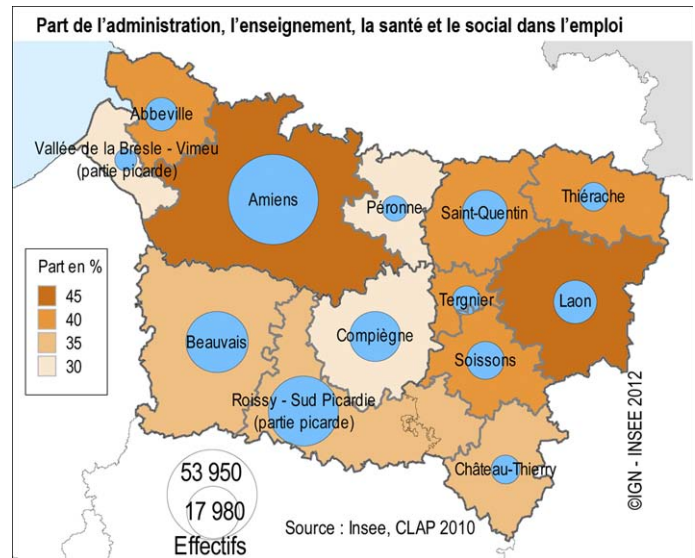 Part de l’administration, l’enseignement, la santé et le social dans l’emploi
Abbeville
Vallée de la Bresle - Vimeu
(partie picarde)
Amiens
Péronne
Saint-Quentin
Thiérache
Part en %
45
40
35
30
Tergnier
Laon
Beauvais
Compiègne
Soissons
Roissy - Sud Picardie
(partie picarde)
Château-Thierry
53 950
17 980
Effectifs
Source : Insee, CLAP 2010
©IGN - INSEE 2012